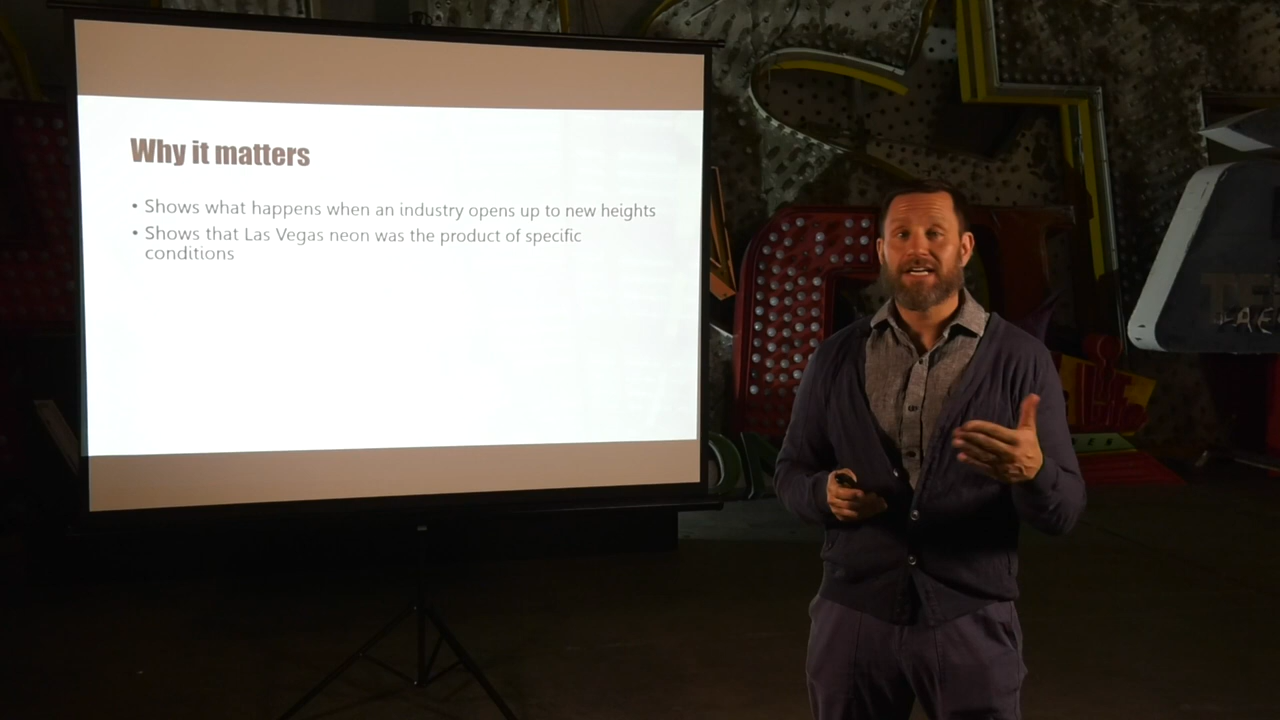 Why it matters
• Shows what happens when an industry opens up to new heights
• Shows that Las Vegas neon was the product of specific
conditions